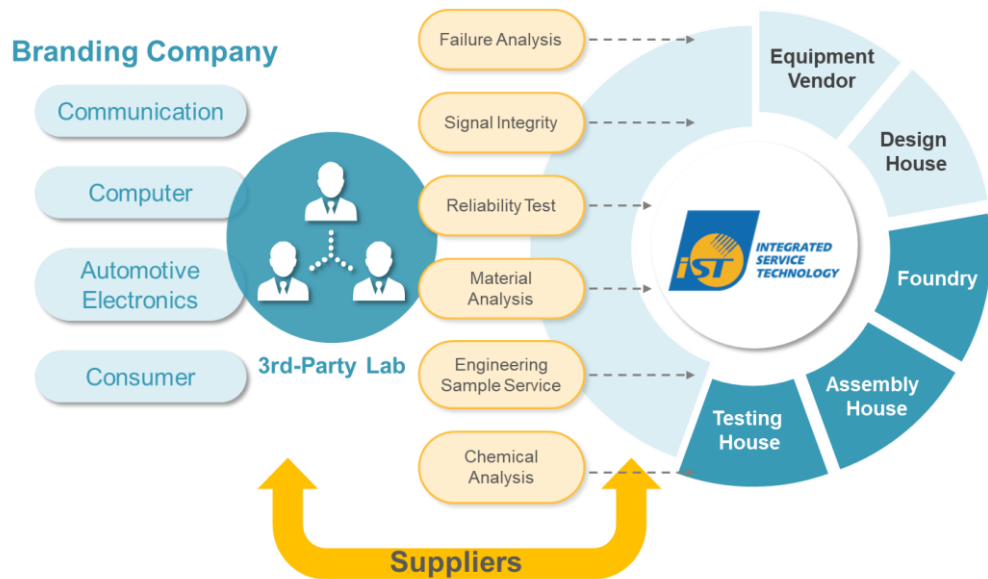 Branding Company
Communication
Computer
Automotive
Electronics
Consumer
3rd-Party Lab
Failure Analysis
Signal Integrity
Reliability Test
Material
Analysis
Engineering
Sample Service
Chemical
Analysis
Equipment
Vendor
Design
House
Foundry
Assembly
House
Testing
House
iST
INTEGRATED
SERVICE
TECHNOLOGY
Suppliers